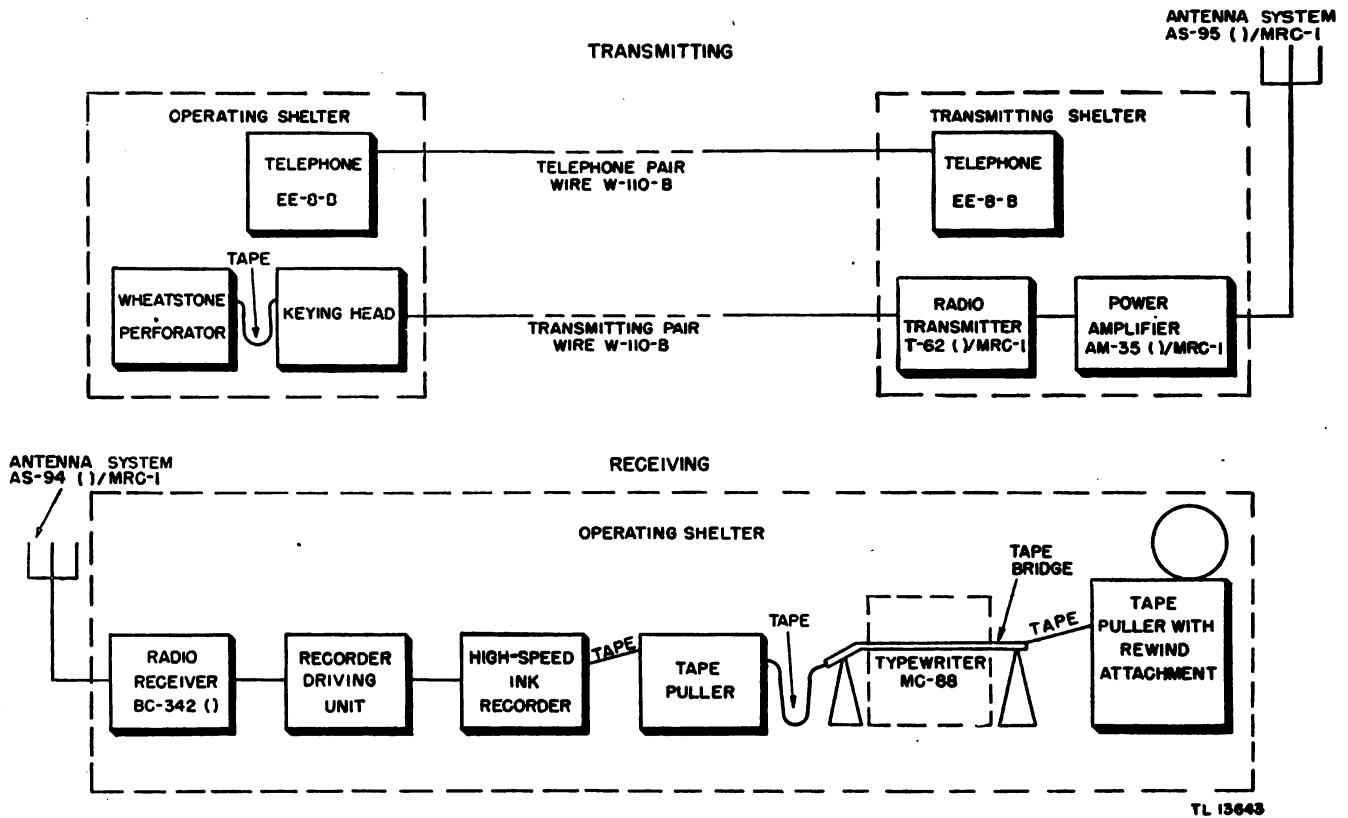 ANTENNA SYSTEM
AS-95 ( )/MRC-1
TRANSMITTING
OPERATING SHELTER
TELEPHONE
EE-8-B
TELEPHONE PAIR
WIRE W-110-B
TRANSMITTING SHELTER
TELEPHONE
EE-8-B
TAPE
WHEATSTONE
PERFORATOR
KEYING HEAD
TRANSMITTING PAIR
WIRE W-110-B
RADIO
TRANSMITTER
T-62 ( )/MRC-1
POWER
AMPLIFIER
AM-35 ( )/MRC-1
ANTENNA SYSTEM
AS-94 ( )/MRC-1
RECEIVING
OPERATING SHELTER
RADIO
RECEIVER
BC-342 ( )
RECORDER
DRIVING
UNIT
HIGH-SPEED
INK
RECORDER
TAPE
TAPE
PULLER
TAPE
TYPEWRITER
MC-88
TAPE
BRIDGE
TAPE
TAPE
PULLER WITH
REWIND
ATTACHMENT
TL 13643